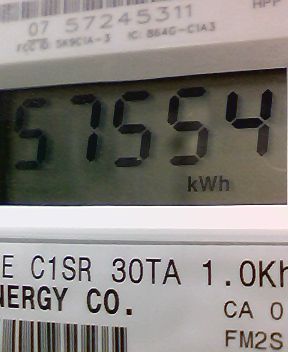 HPP
07 57245311
FCC ID: SK9C1A-3 IC: 864G-C1A3
57554
kWh
E C1SR 30TA 1.0Kh
NERGY CO.
CA 0
FM2S